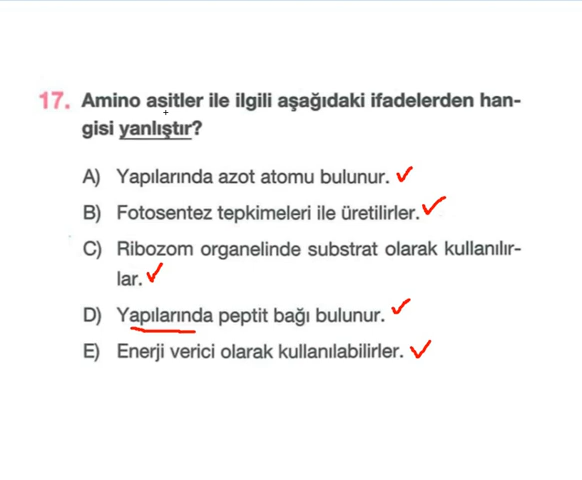 17. Amino asitler ile ilgili aşağıdaki ifadelerden han-
gisi yanlıştır?
A) Yapılarında azot atomu bulunur.
B) Fotosentez tepkimeleri ile üretilirler.
C) Ribozom organelinde substrat olarak kullanılır-
lar.
D) Yapılarında peptit bağı bulunur.
E) Enerji verici olarak kullanılabilirler.